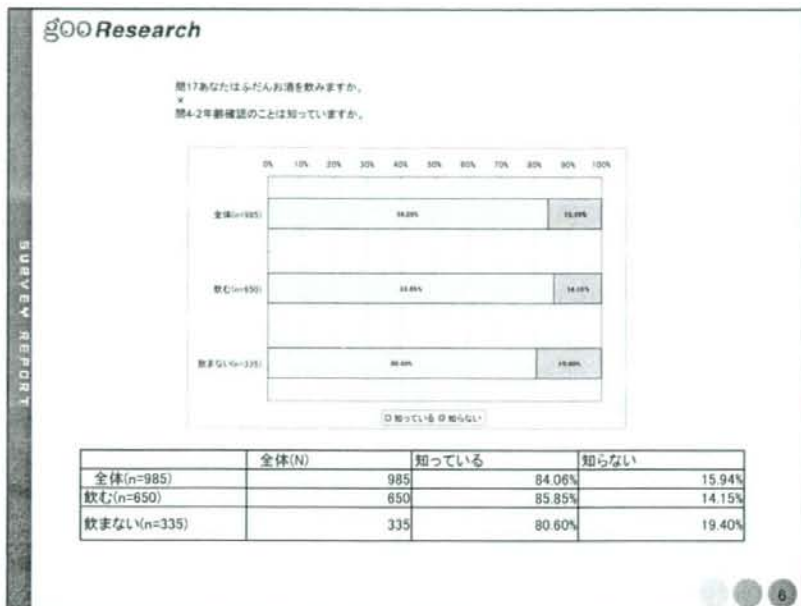 goo Research
問17あなたはふだんお酒を飲みますか。
×
問4-2年齢確認のことは知っていますか。
0% 10% 20% 30% 40% 50% 60% 70% 80% 90% 100%
全体(n=985)
飲む(n=650)
飲まない(n=335) 80.60% 19.40%
知っている 知らない
SURVEY REPORT
全体(N) 知っている 知らない
全体(n=985) 985 84.06% 15.94%
飲む(n=650) 650 85.85% 14.15%
飲まない(n=335) 335 80.60% 19.40%
6